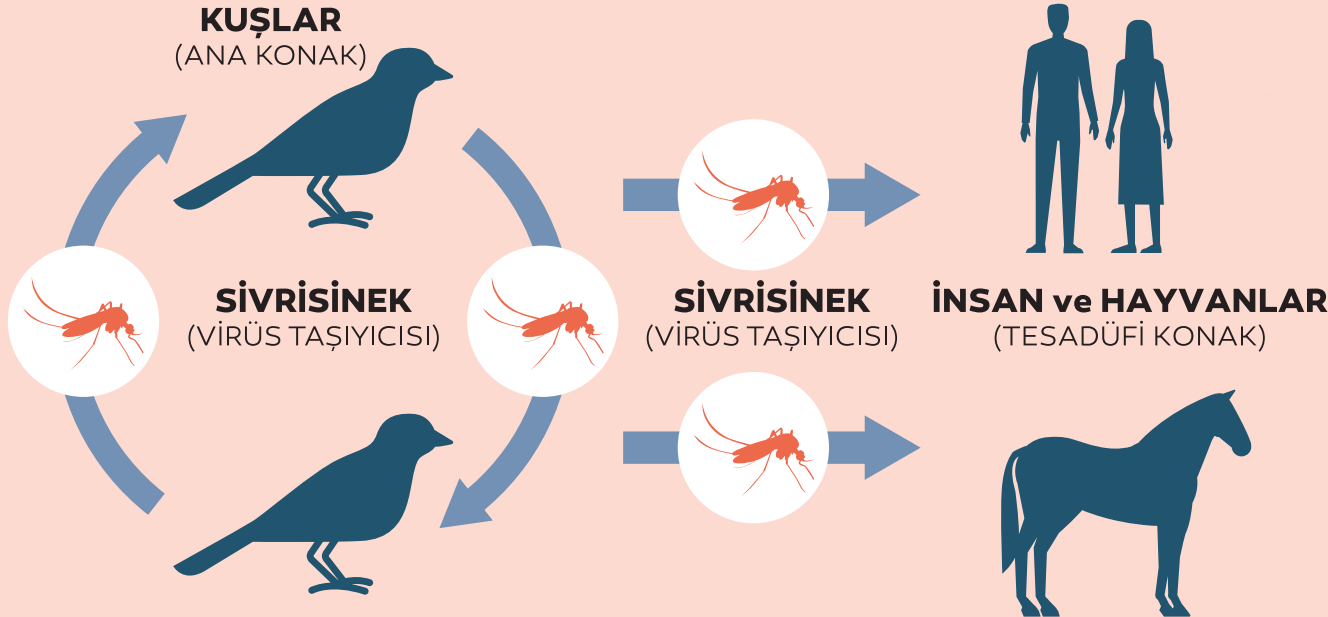 KUŞLAR
(ANA KONAK)
SİVRİSİNEK
(VİRÜS TAŞIYICISI)
SİVRİSİNEK
(VİRÜS TAŞIYICISI)
İNSAN ve HAYVANLAR
(TESADÜFİ KONAK)